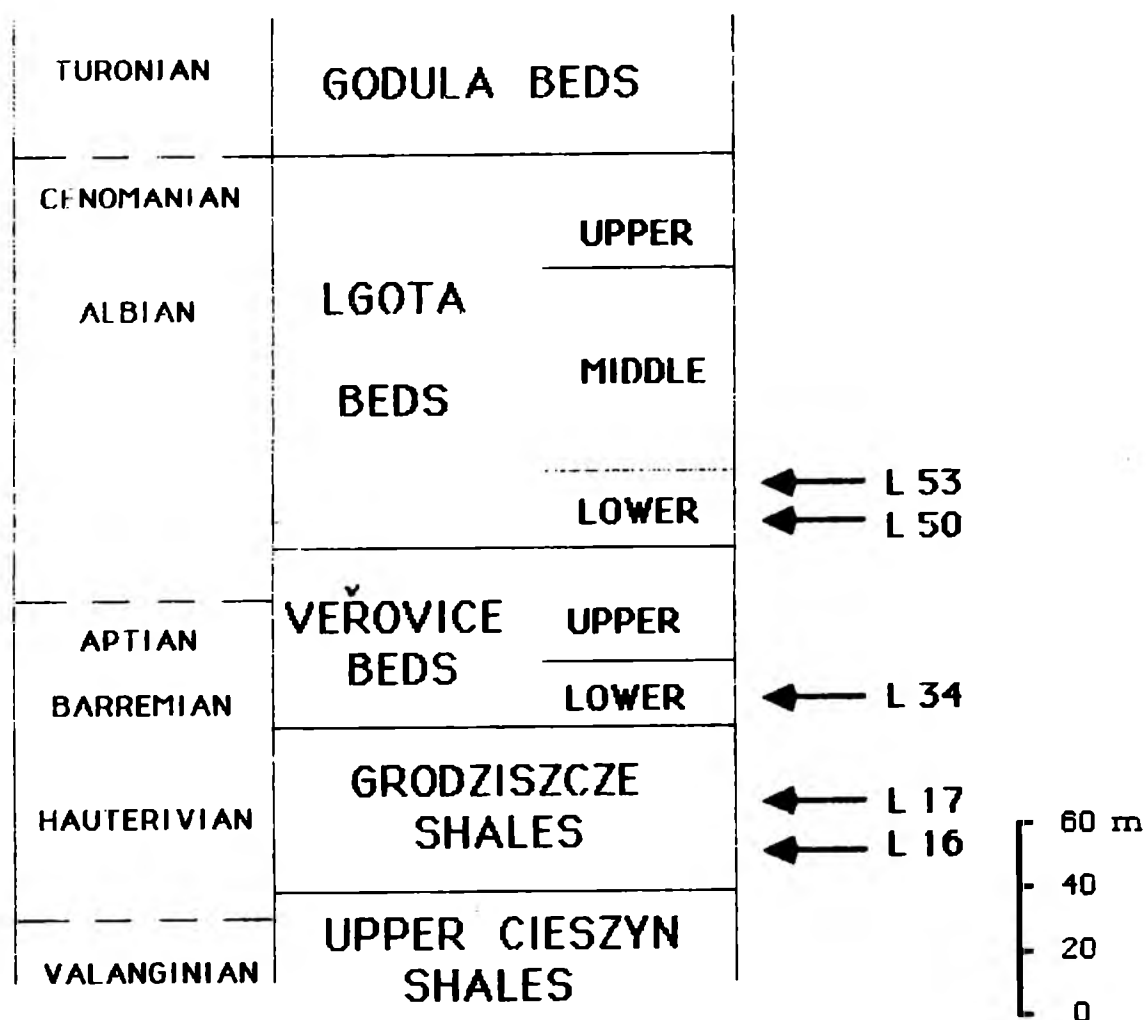 TURONIAN
GODULA BEDS
CENOMANIAN
UPPER
ALBIAN
LGOTA
BEDS
MIDDLE
LOWER
L 53
L 50
APTIAN
BARREMIAN
VEŘOVICE
BEDS
UPPER
LOWER
L 34
HAUTERIVIAN
GRODZISZCZE
SHALES
L 17
L 16
VALANGINIAN
UPPER CIESZYN
SHALES
60 m
40
20
0